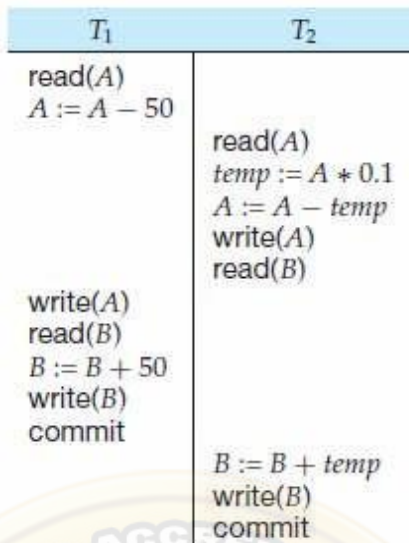 T₁ T₂
read(A)
A := A − 50
read(A)
temp := A ∗ 0.1
A := A − temp
write(A)
read(B)
write(A)
read(B)
B := B + 50
write(B)
commit
B := B + temp
write(B)
commit